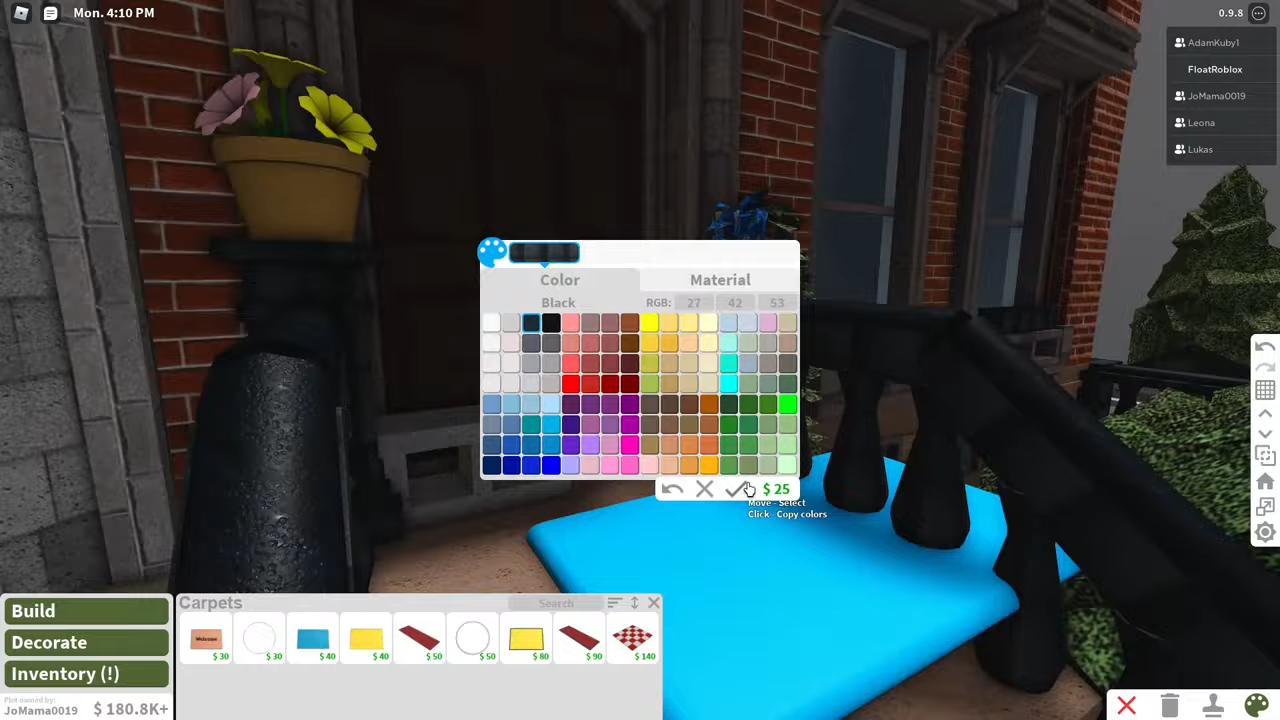 Mon. 4:10 PM
0.9.8
AdamKuby1
FloatRoblox
JoMama0019
Leona
Lukas
Color
Material
Black
RGB: 27 42 53
$ 25
Move - Select
Click - Copy colors
Build
Decorate
Inventory (!)
Plot owned by:
JoMama0019
$ 180.8K+
Carpets
Search
Welcome
$ 30
$ 30
$ 40
$ 40
$ 50
$ 50
$ 80
$ 90
$ 140